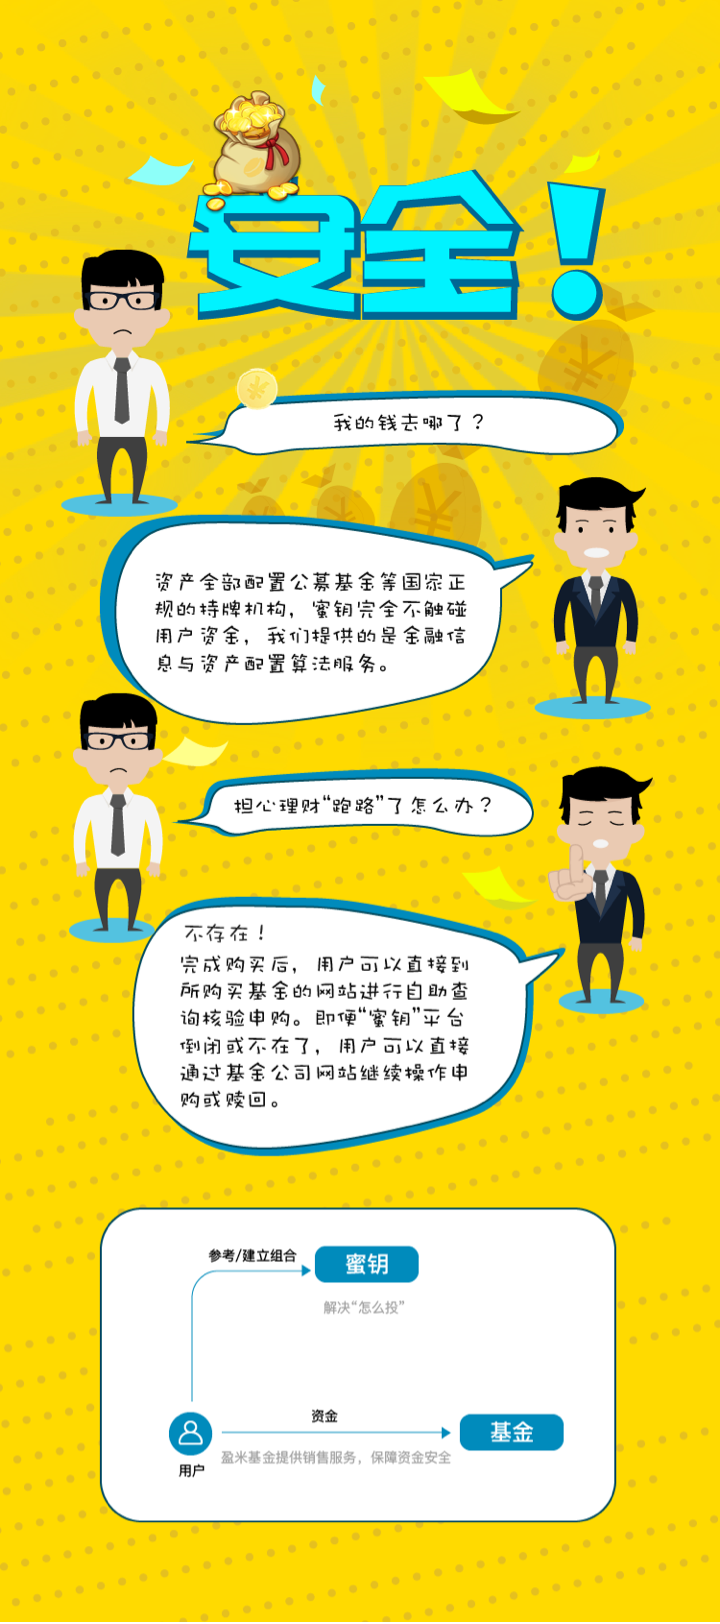 安全！
我的钱去哪了？
资产全部配置公募基金等国家正
规的持牌机构，蜜钥完全不触碰
用户资金，我们提供的是金融信
息与资产配置算法服务。
担心理财“跑路”了怎么办？
不存在！
完成购买后，用户可以直接到
所购买基金的网站进行自助查
询核验申购。即便“蜜钥”平台
倒闭或不在了，用户可以直接
通过基金公司网站继续操作申
购或赎回。
参考/建立组合
蜜钥
解决“怎么投”
资金
基金
盈米基金提供销售服务，保障资金安全
用户